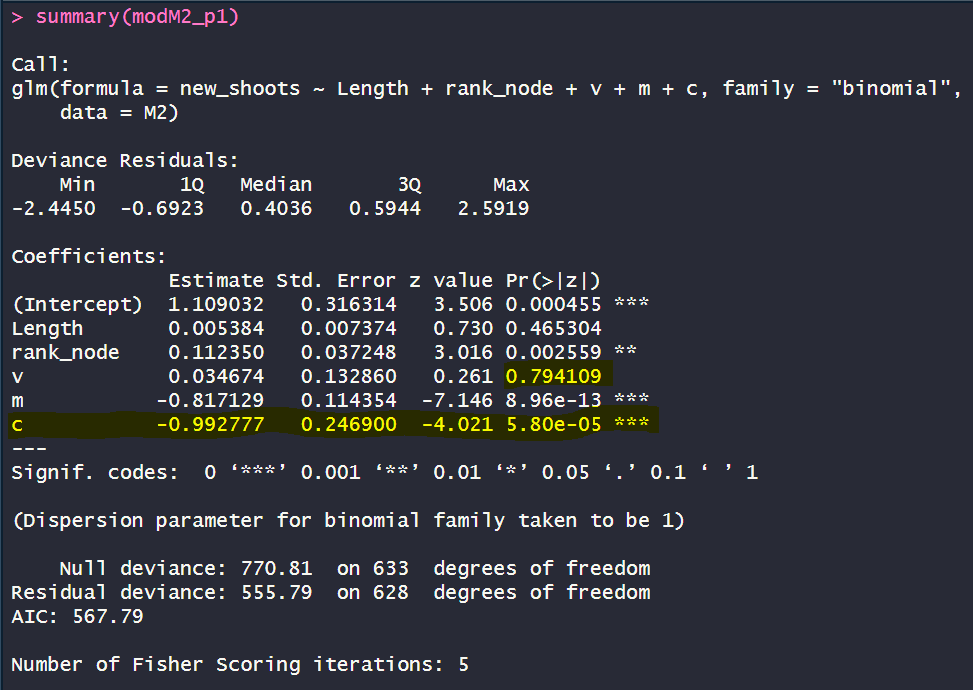 > summary(modM2_p1)
Call:
glm(formula = new_shoots ~ Length + rank_node + v + m + c, family = "binomial",
    data = M2)
Deviance Residuals:
    Min       1Q   Median       3Q      Max
-2.4450  -0.6923   0.4036   0.5944   2.5919
Coefficients:
             Estimate Std. Error z value Pr(>|z|)
(Intercept)  1.109032   0.316314   3.506 0.000455 ***
Length       0.005384   0.007374   0.730 0.465304
rank_node    0.112350   0.037248   3.016 0.002559 **
v            0.034674   0.132860   0.261 0.794109
m           -0.817129   0.114354  -7.146 8.96e-13 ***
c           -0.992777   0.246900  -4.021 5.80e-05 ***
---
Signif. codes:  0 ‘***’ 0.001 ‘**’ 0.01 ‘*’ 0.05 ‘.’ 0.1 ‘ ’ 1
(Dispersion parameter for binomial family taken to be 1)
    Null deviance: 770.81  on 633  degrees of freedom
Residual deviance: 555.79  on 628  degrees of freedom
AIC: 567.79
Number of Fisher Scoring iterations: 5